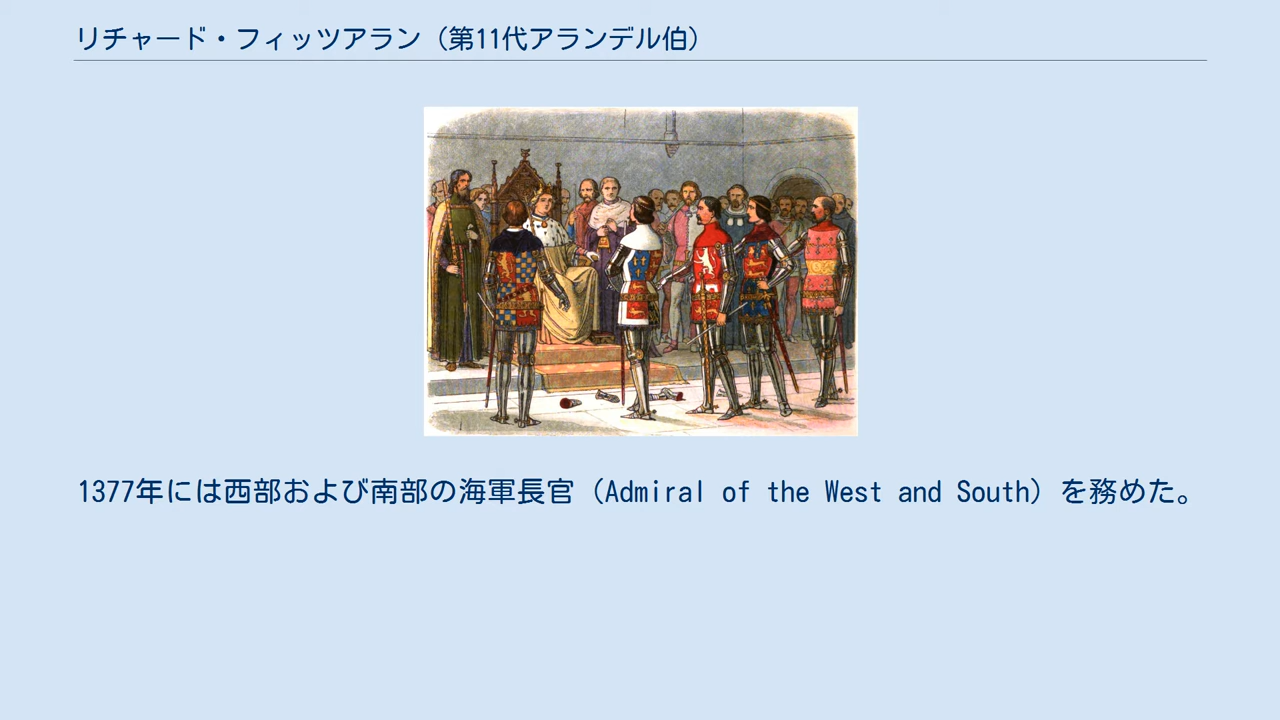 リチャード・フィッツアラン（第11代アランデル伯）
1377年には西部および南部の海軍長官（Admiral of the West and South）を務めた。